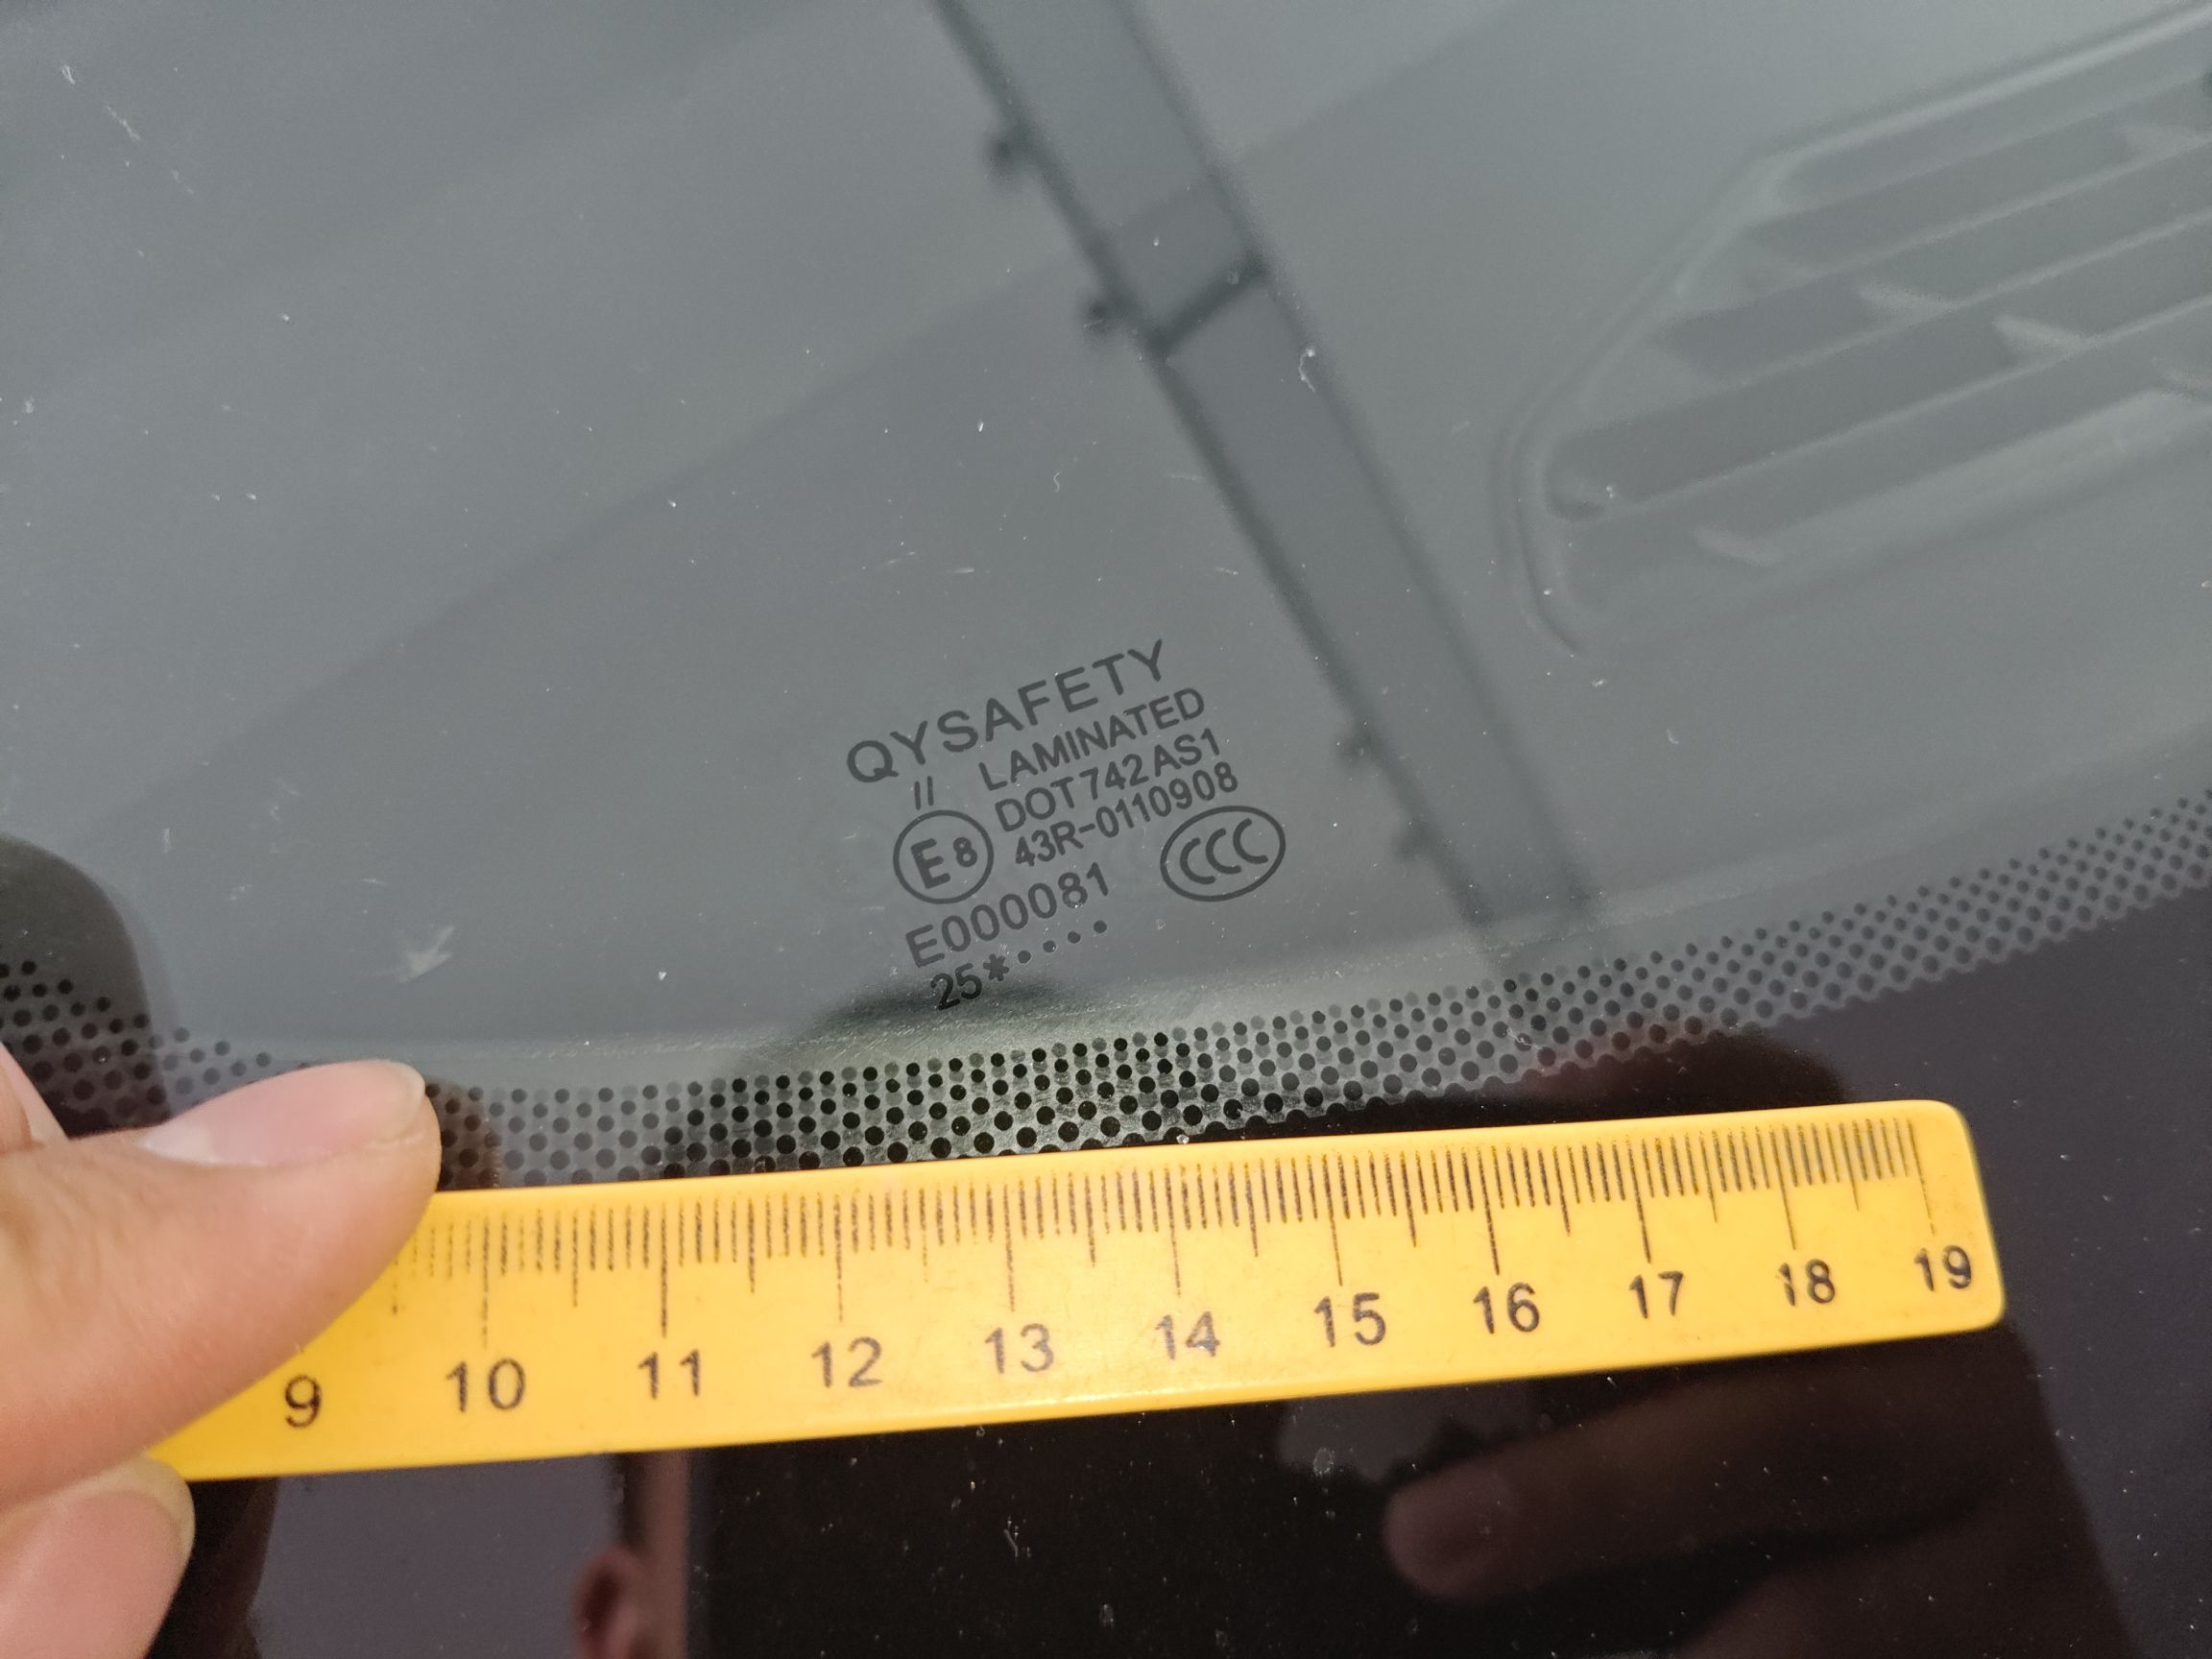 QYSAFETY
// LAMINATED
DOT742 AS1
E8 43R-0110908
E000081 CCC
25*•••••
9 10 11 12 13 14 15 16 17 18 19